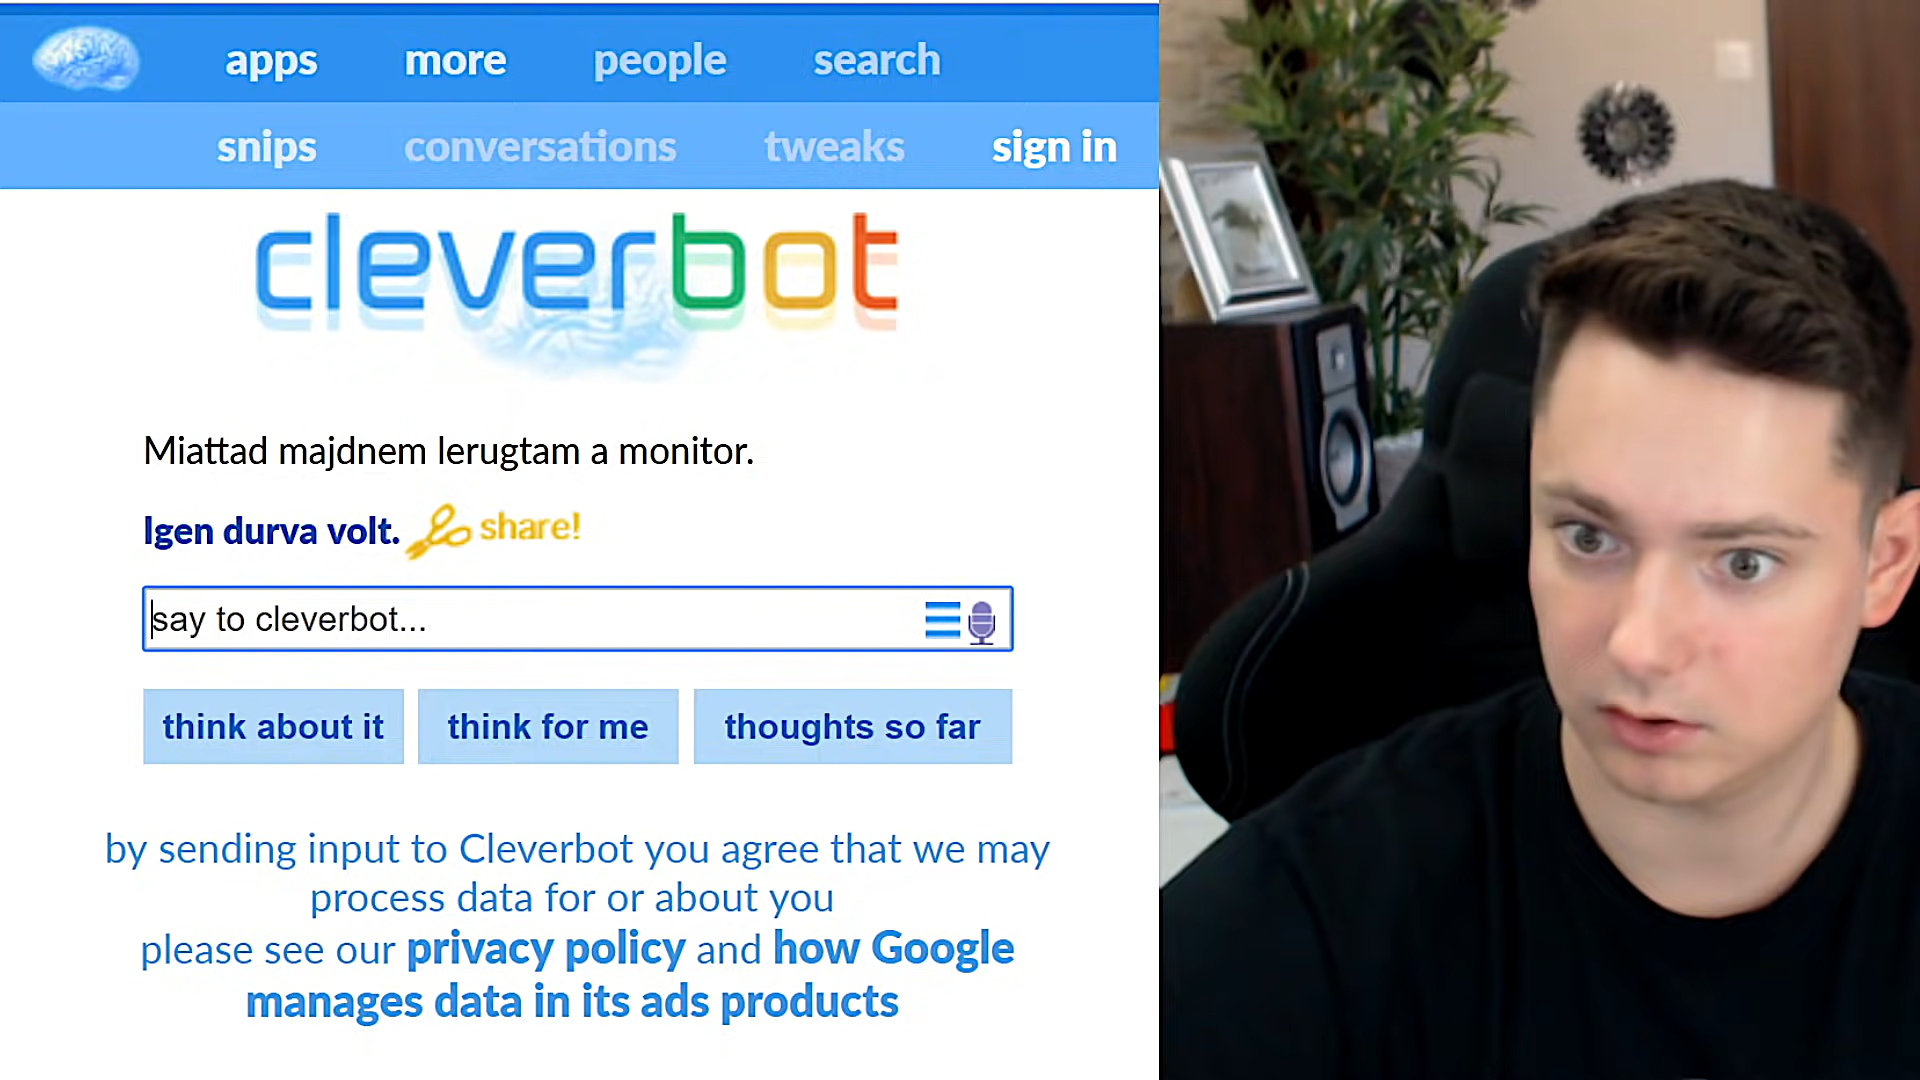 apps more people search
snips conversations tweaks sign in
cleverbot
Miattad majdnem lerugtam a monitor.
Igen durva volt. share!
say to cleverbot...
think about it think for me thoughts so far
by sending input to Cleverbot you agree that we may
process data for or about you
please see our privacy policy and how Google
manages data in its ads products